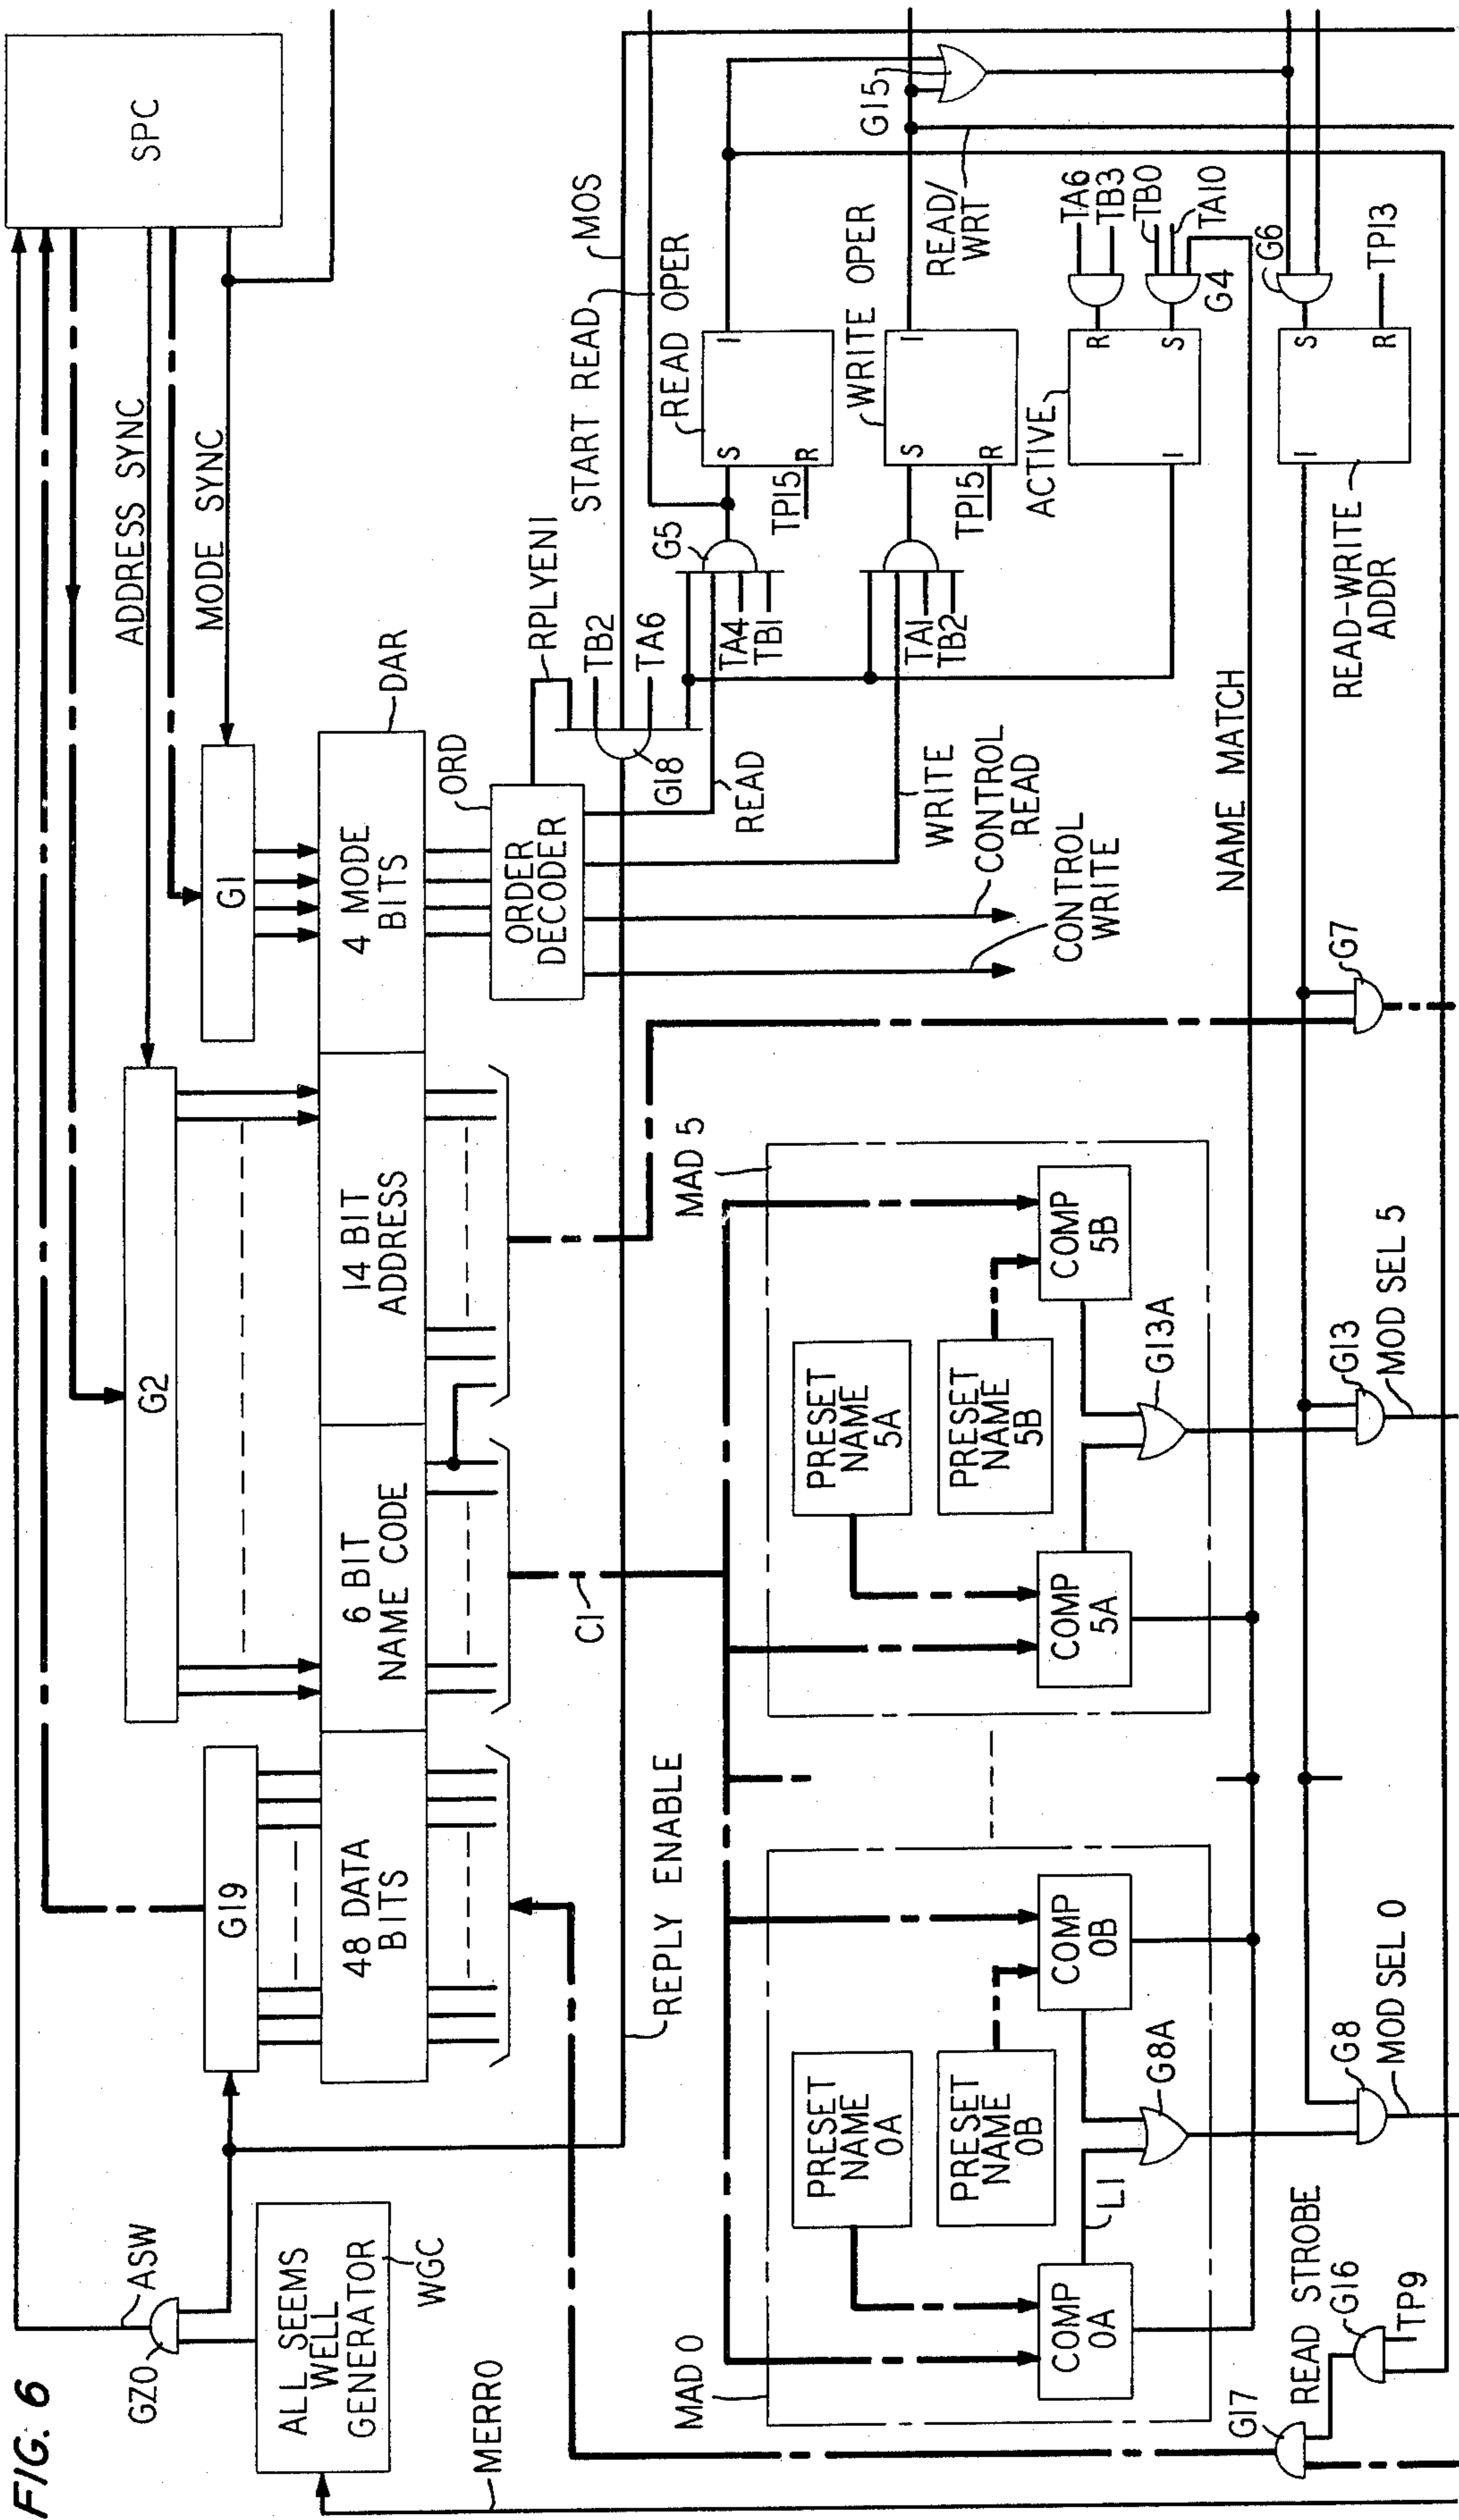 FIG. 6
SPC
ADDRESS SYNC
MODE SYNC
G2
G1
G19
GZ0
ASW
ALL SEEMS
WELL
GENERATOR
WGC
MERRO
48 DATA
BITS
6 BIT
NAME CODE
14 BIT
ADDRESS
4 MODE
BITS
DAR
ORD
ORDER
DECODER
RPLYEN1
TB2
TA6
G18
READ
WRITE
CONTROL
READ
CONTROL
WRITE
REPLY ENABLE
C1
MOS
START READ OPER
G5
TA4
TB1
S
TP15
R
1
READ OPER
TA1
TB2
S
TP15
R
1
WRITE OPER
G15
READ/
WRT
ACTIVE
1
R
S
TA6
TB3
TB0
TA10
G4
G6
READ-WRITE
ADDR
1
S
R
TP13
NAME MATCH
G7
MAD 0
PRESET
NAME
0A
PRESET
NAME
0B
COMP
0A
COMP
0B
L1
G8A
G8
MOD SEL 0
MAD 5
PRESET
NAME
5A
PRESET
NAME
5B
COMP
5A
COMP
5B
G13A
G13
MOD SEL 5
G17
READ STROBE
G16
TP9